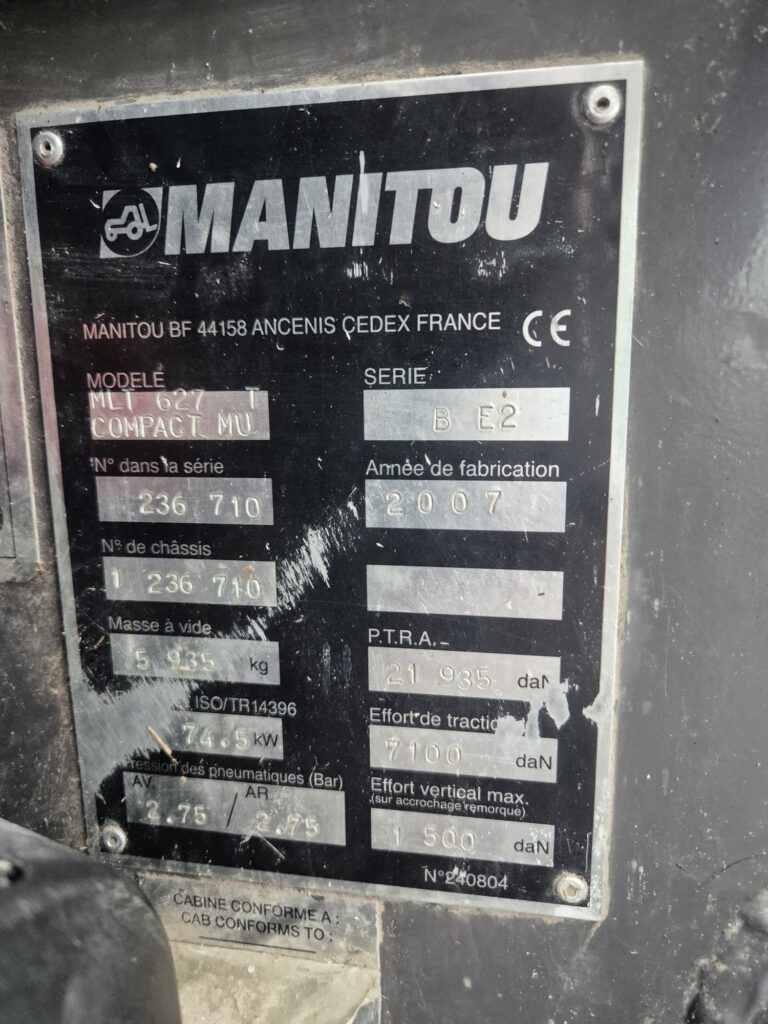 MANITOU
MANITOU BF 44158 ANCENIS CEDEX FRANCE CE
MODELE SERIE
MLT 627 T B E2
COMPACT MU
N° dans la série Année de fabrication
236 710 2007
N° de châssis
1 236 710
Masse à vide P.T.R.A.
5 935 kg 21 935 daN
ISO/TR14396 Effort de
74.5 kW 7100 daN
des pneumatiques (Bar) Effort vertical max.
AV. AR (sur accrochage remorque)
2.75 / 2.75 1 500 daN
N°240804
CABINE CONFORME A :
CAB CONFORMS TO :